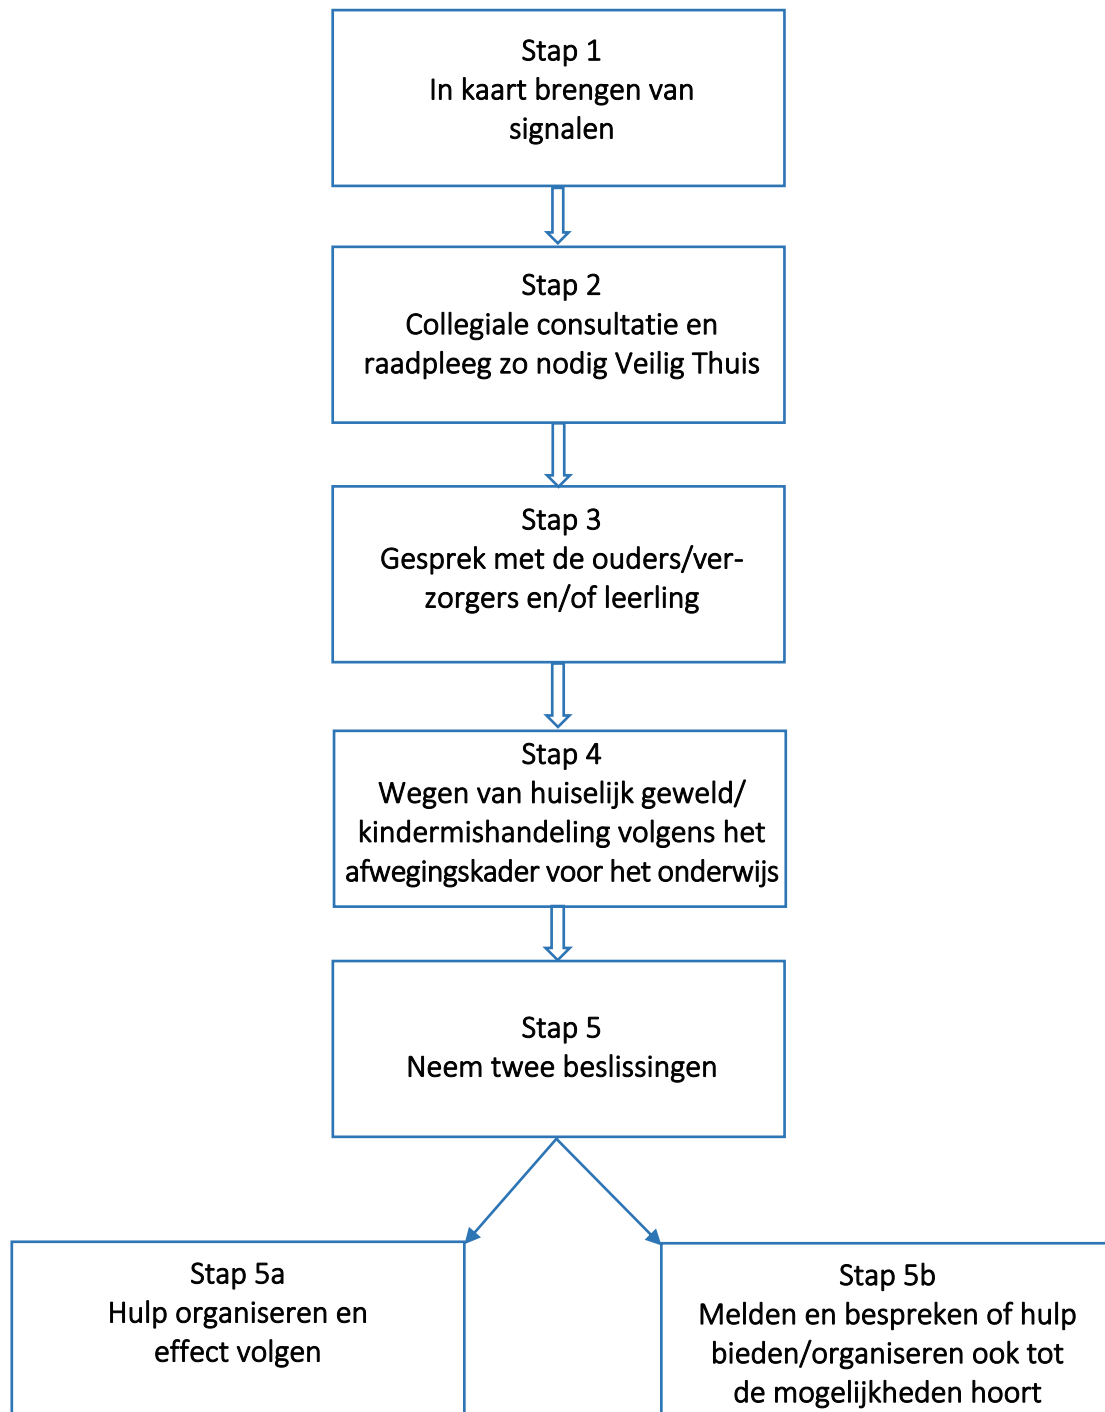 Stap 1
In kaart brengen van
signalen
Stap 2
Collegiale consultatie en
raadpleeg zo nodig Veilig Thuis
Stap 3
Gesprek met de ouders/ver-
zorgers en/of leerling
Stap 4
Wegen van huiselijk geweld/
kindermishandeling volgens het
afwegingskader voor het onderwijs
Stap 5
Neem twee beslissingen
Stap 5a
Hulp organiseren en
effect volgen
Stap 5b
Melden en bespreken of hulp
bieden/organiseren ook tot
de mogelijkheden hoort